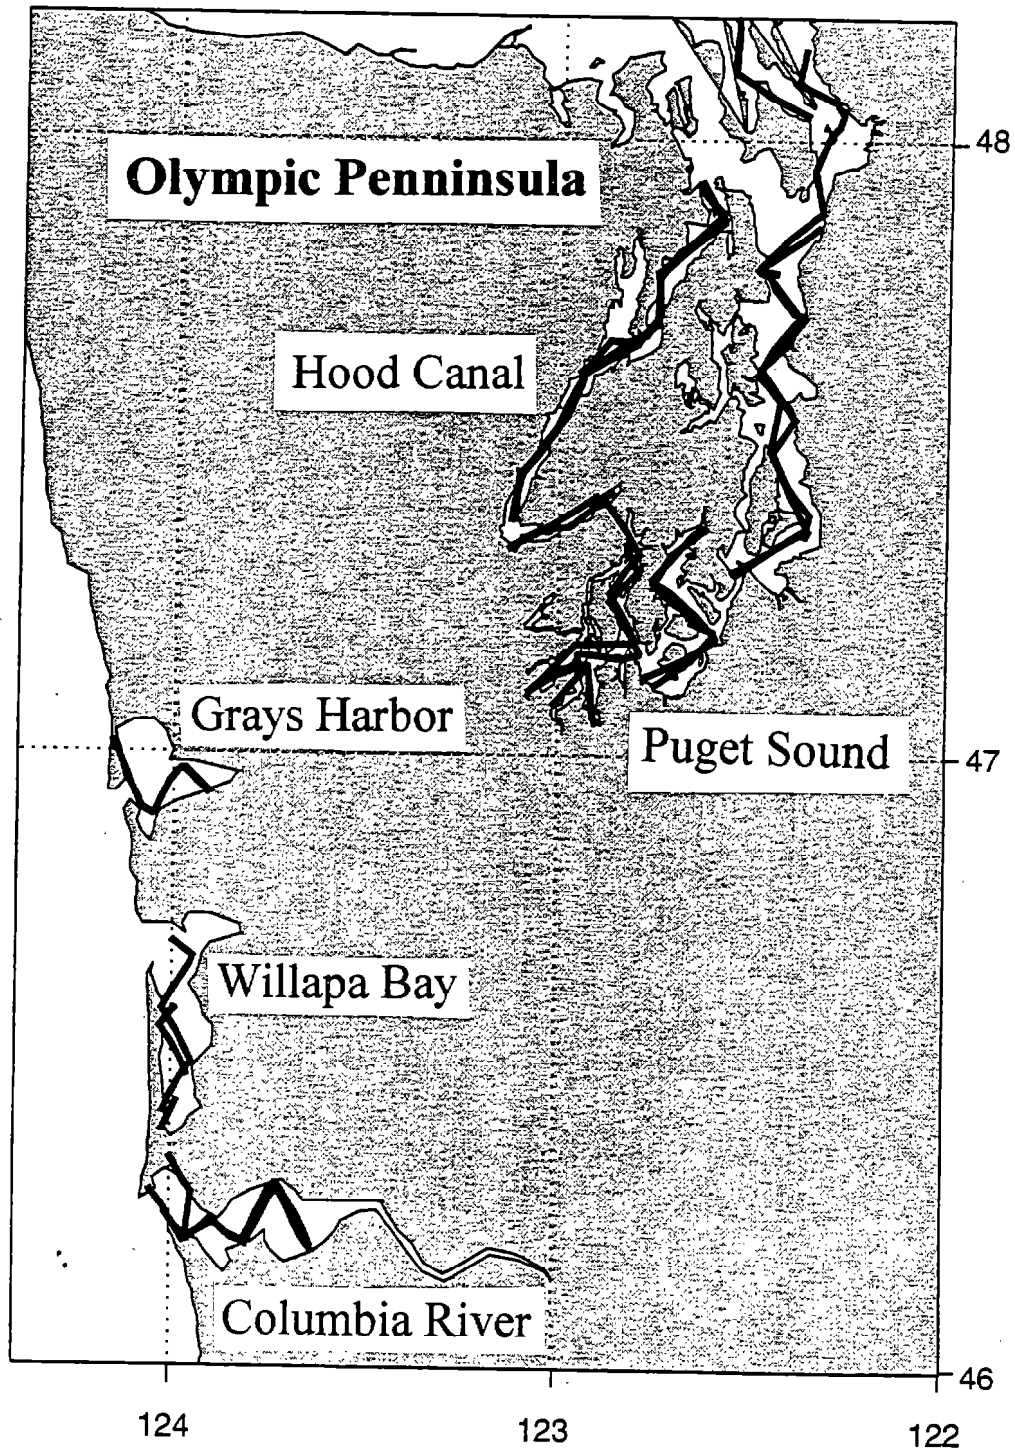 48
Olympic Penninsula
Hood Canal
Grays Harbor
Puget Sound
47
Willapa Bay
Columbia River
46
124
123
122